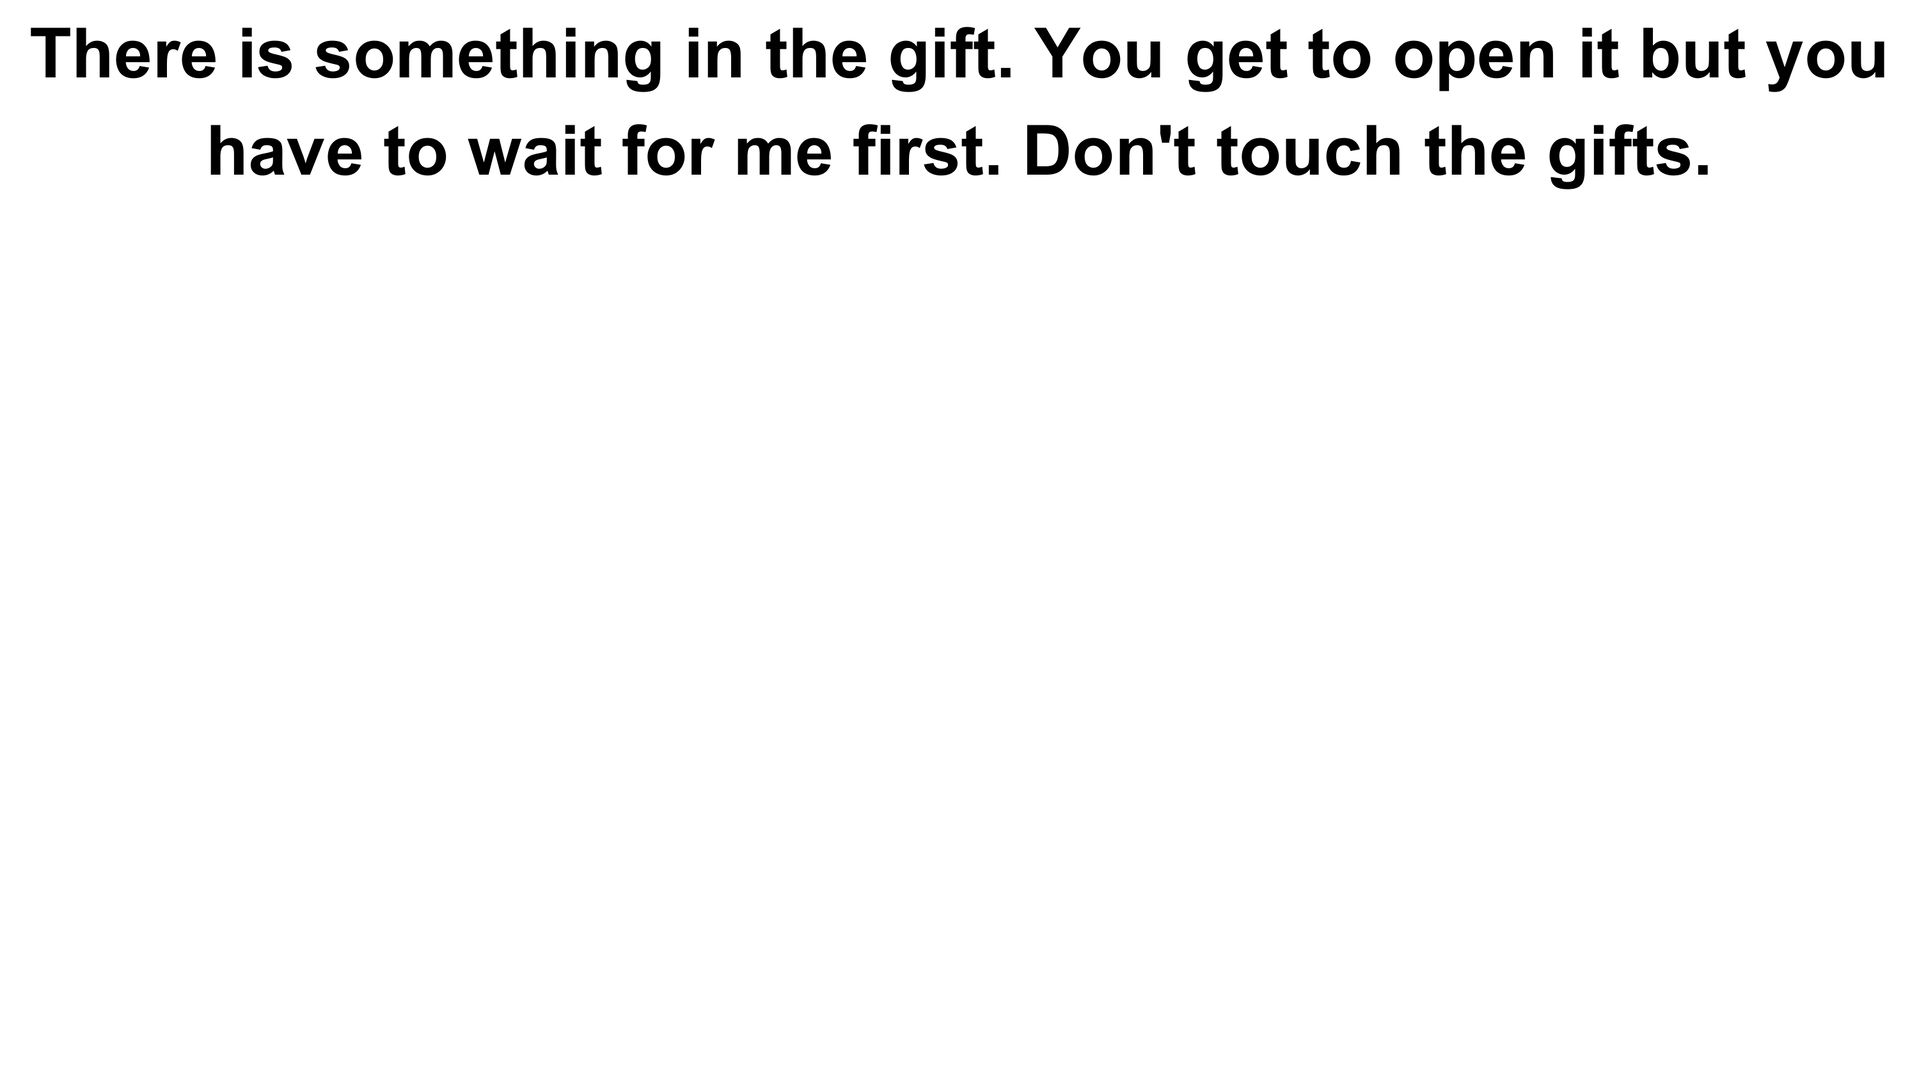 There is something in the gift. You get to open it but you
have to wait for me first. Don't touch the gifts.